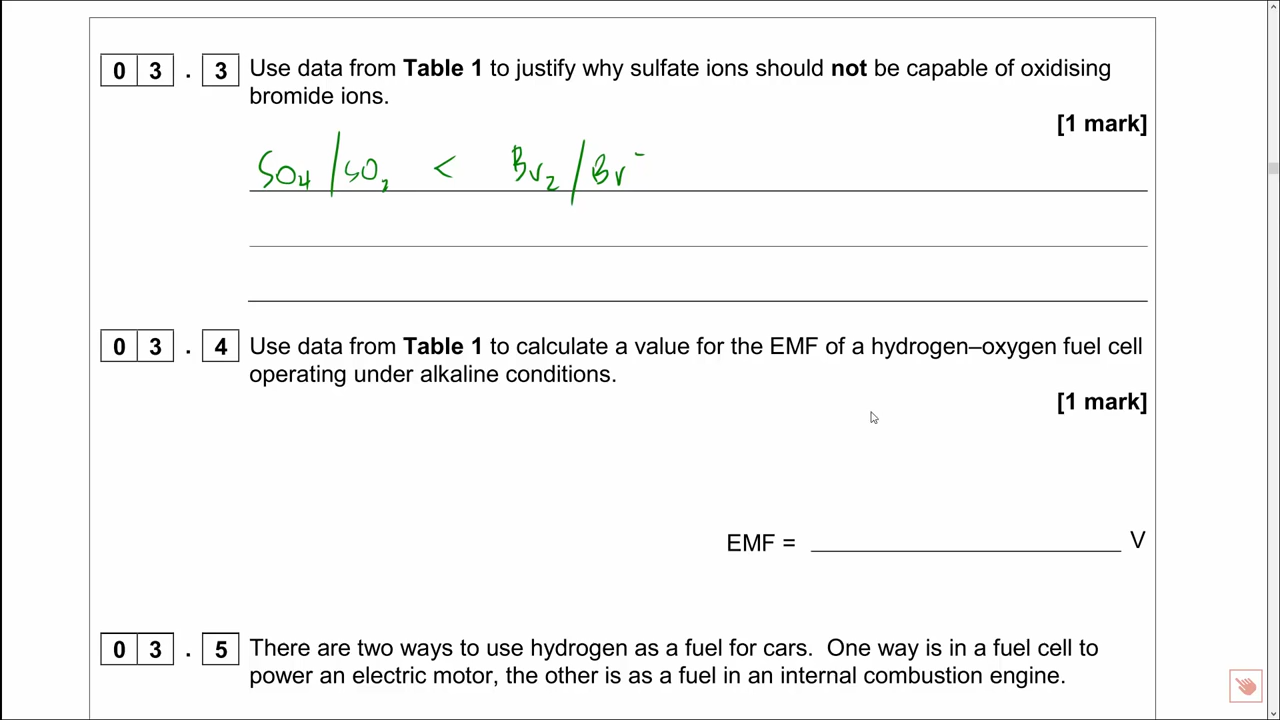 0 3 . 3 Use data from Table 1 to justify why sulfate ions should not be capable of oxidising
bromide ions.
[1 mark]
SO4/SO2 < Br2/Br-
0 3 . 4 Use data from Table 1 to calculate a value for the EMF of a hydrogen–oxygen fuel cell
operating under alkaline conditions.
[1 mark]
EMF = V
0 3 . 5 There are two ways to use hydrogen as a fuel for cars. One way is in a fuel cell to
power an electric motor, the other is as a fuel in an internal combustion engine.